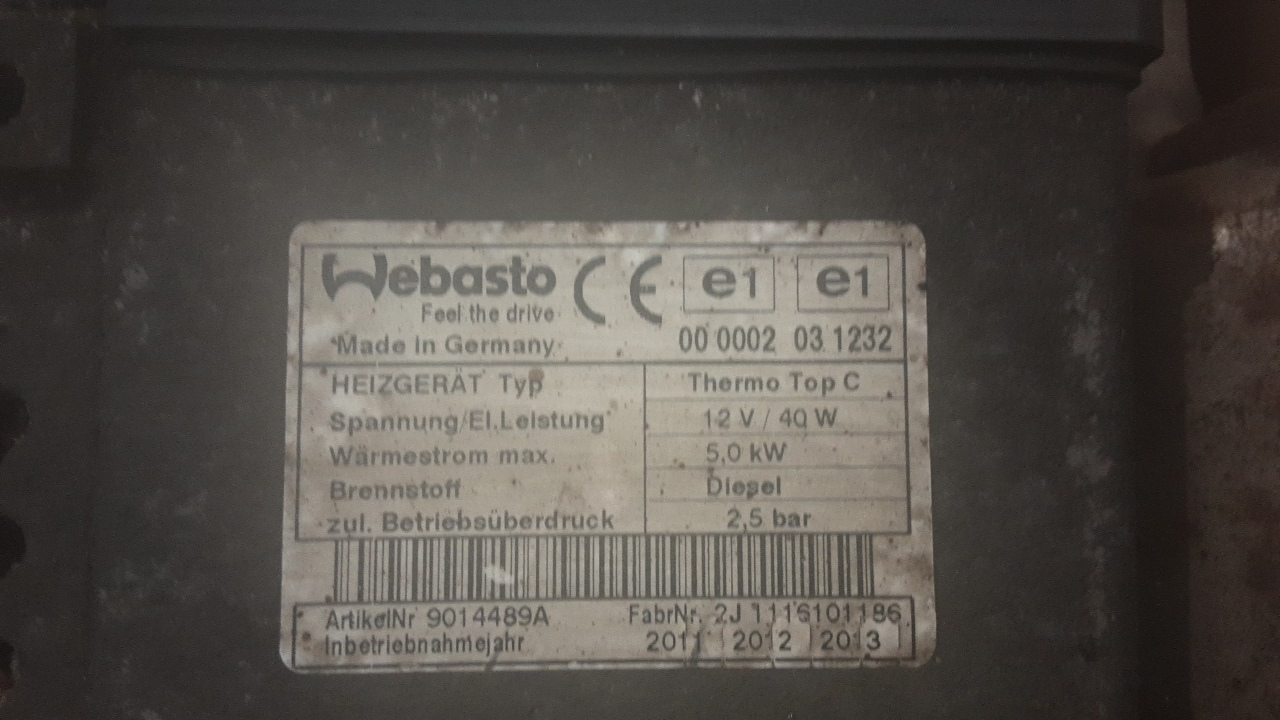 Webasto CE e1 e1
Feel the drive
Made in Germany 00 0002 03 1232
HEIZGERÄT Typ Thermo Top C
Spannung/El.Leistung 12 V / 40 W
Wärmestrom max. 5,0 kW
Brennstoff Diesel
zul. Betriebsüberdruck 2,5 bar
ArtikelNr 9014489A FabrNr. 2J 1116101186
Inbetriebnahmejahr 2011 2012 2013